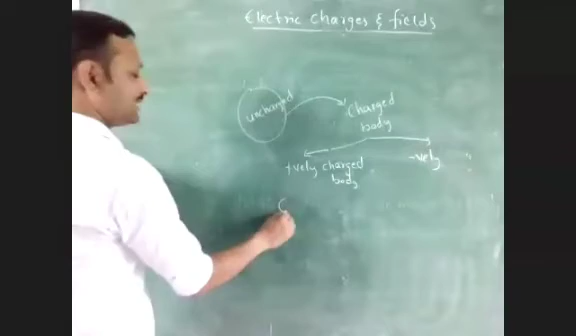 Electric Charges & fields
uncharged
Charged
body
+vely charged
body
-vely